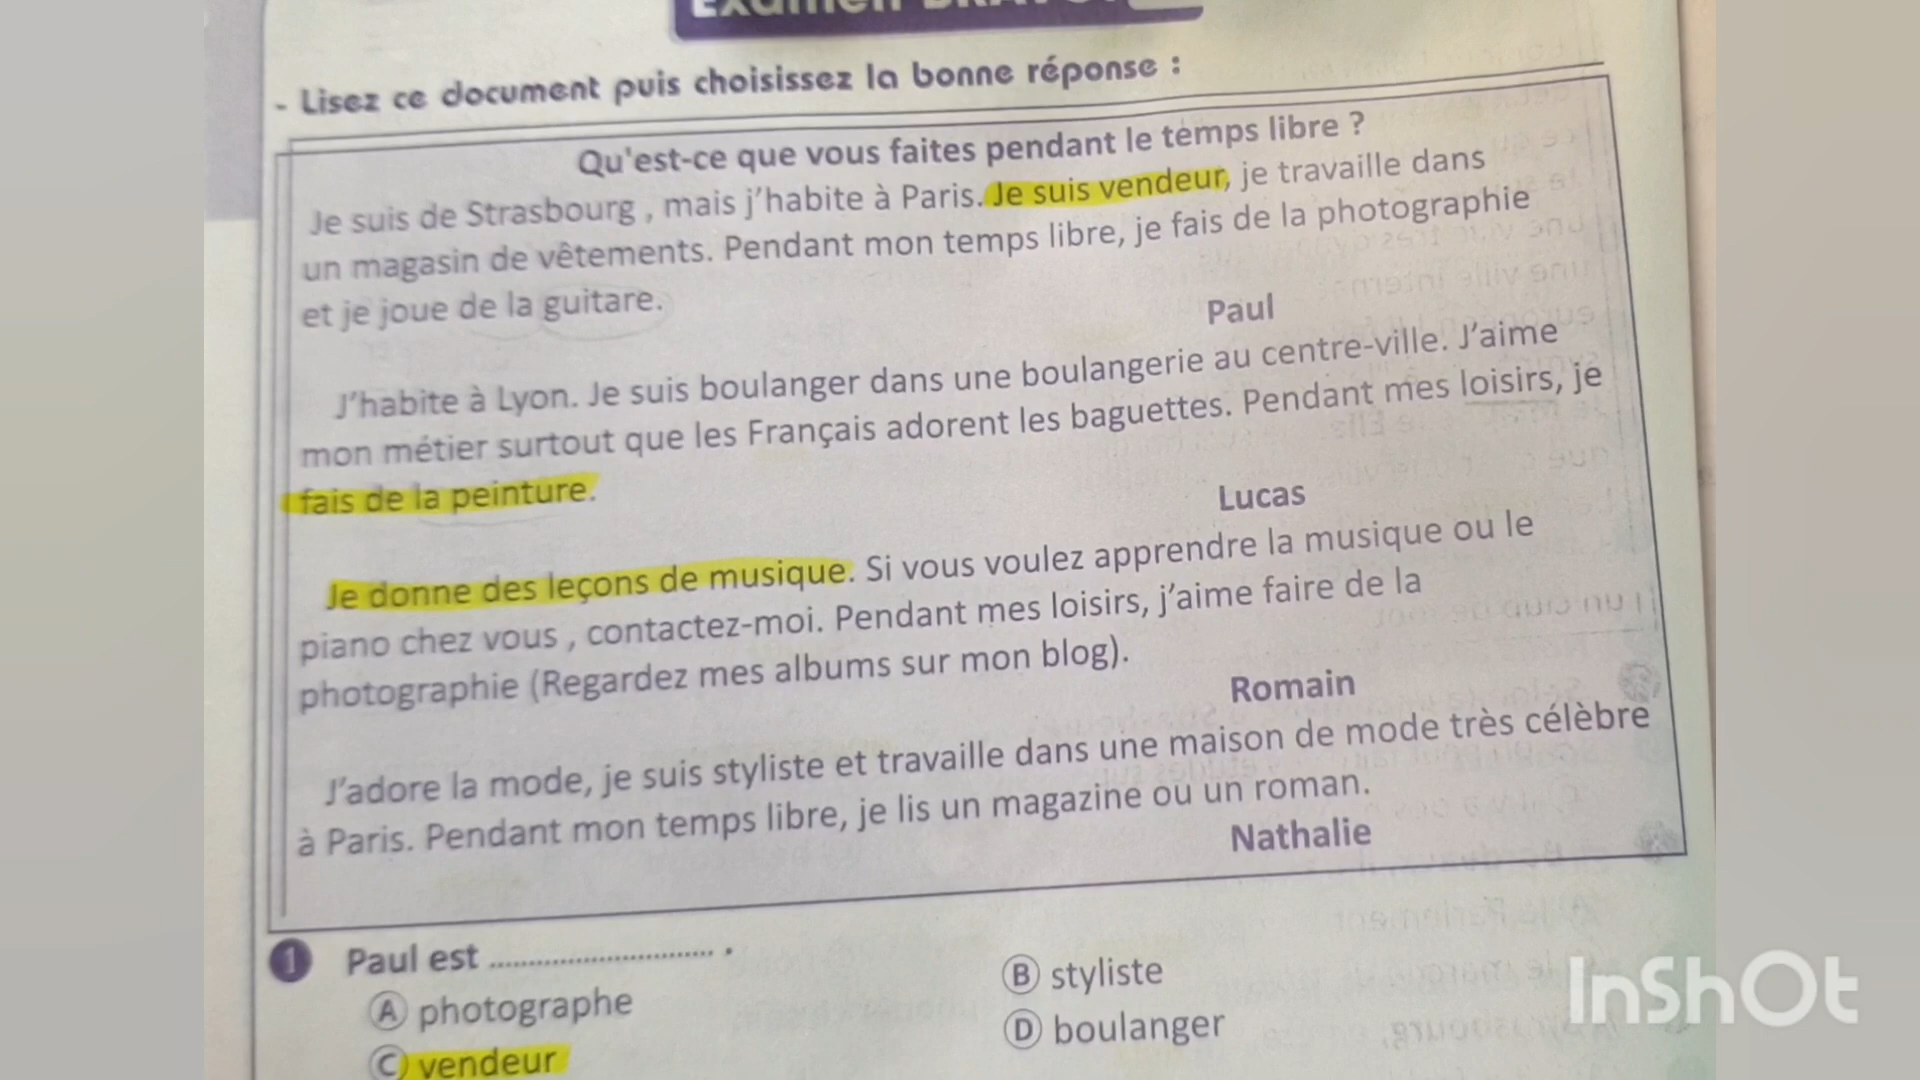 Examen BRAVO
- Lisez ce document puis choisissez la bonne réponse :
Qu'est-ce que vous faites pendant le temps libre ?
Je suis de Strasbourg , mais j'habite à Paris. Je suis vendeur, je travaille dans
un magasin de vêtements. Pendant mon temps libre, je fais de la photographie
et je joue de la guitare.
Paul
J'habite à Lyon. Je suis boulanger dans une boulangerie au centre-ville. J'aime
mon métier surtout que les Français adorent les baguettes. Pendant mes loisirs, je
fais de la peinture.
Lucas
Je donne des leçons de musique. Si vous voulez apprendre la musique ou le
piano chez vous , contactez-moi. Pendant mes loisirs, j'aime faire de la
photographie (Regardez mes albums sur mon blog).
Romain
J'adore la mode, je suis styliste et travaille dans une maison de mode très célèbre
à Paris. Pendant mon temps libre, je lis un magazine ou un roman.
Nathalie
1 Paul est .............................. .
A photographe
B styliste
C vendeur
D boulanger
InShOt